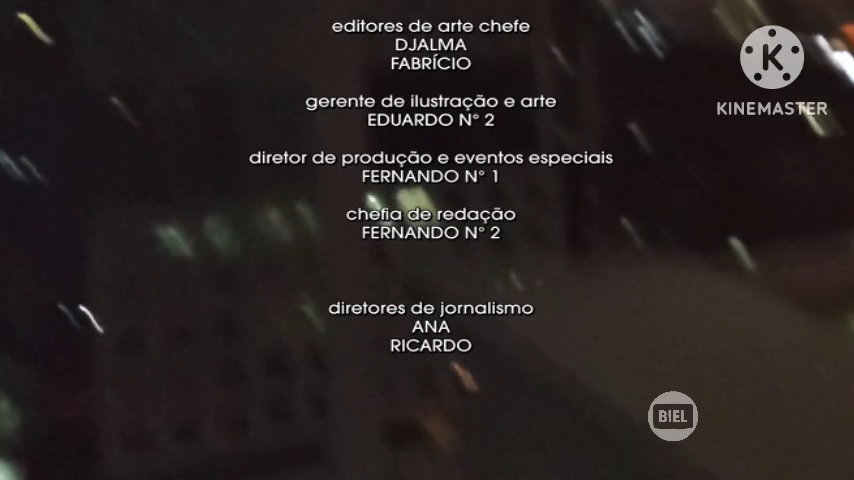 editores de arte chefe
DJALMA
FABRÍCIO
gerente de ilustração e arte
EDUARDO N° 2
diretor de produção e eventos especiais
FERNANDO N° 1
chefia de redação
FERNANDO N° 2
diretores de jornalismo
ANA
RICARDO
K
KINEMASTER
BIEL